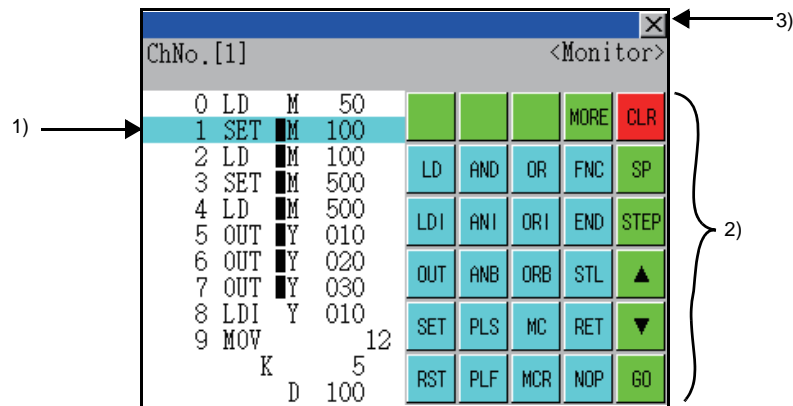 3)
ChNo.[1] <Monitor>
1)
0 LD M 50
1 SET M 100
2 LD M 100
3 SET M 500
4 LD M 500
5 OUT Y 010
6 OUT Y 020
7 OUT Y 030
8 LDI Y 010
9 MOV 12
K 5
D 100
MORE CLR
LD AND OR FNC SP
LDI ANI ORI END STEP
OUT ANB ORB STL ▲
SET PLS MC RET ▼
RST PLF MCR NOP GO
2)